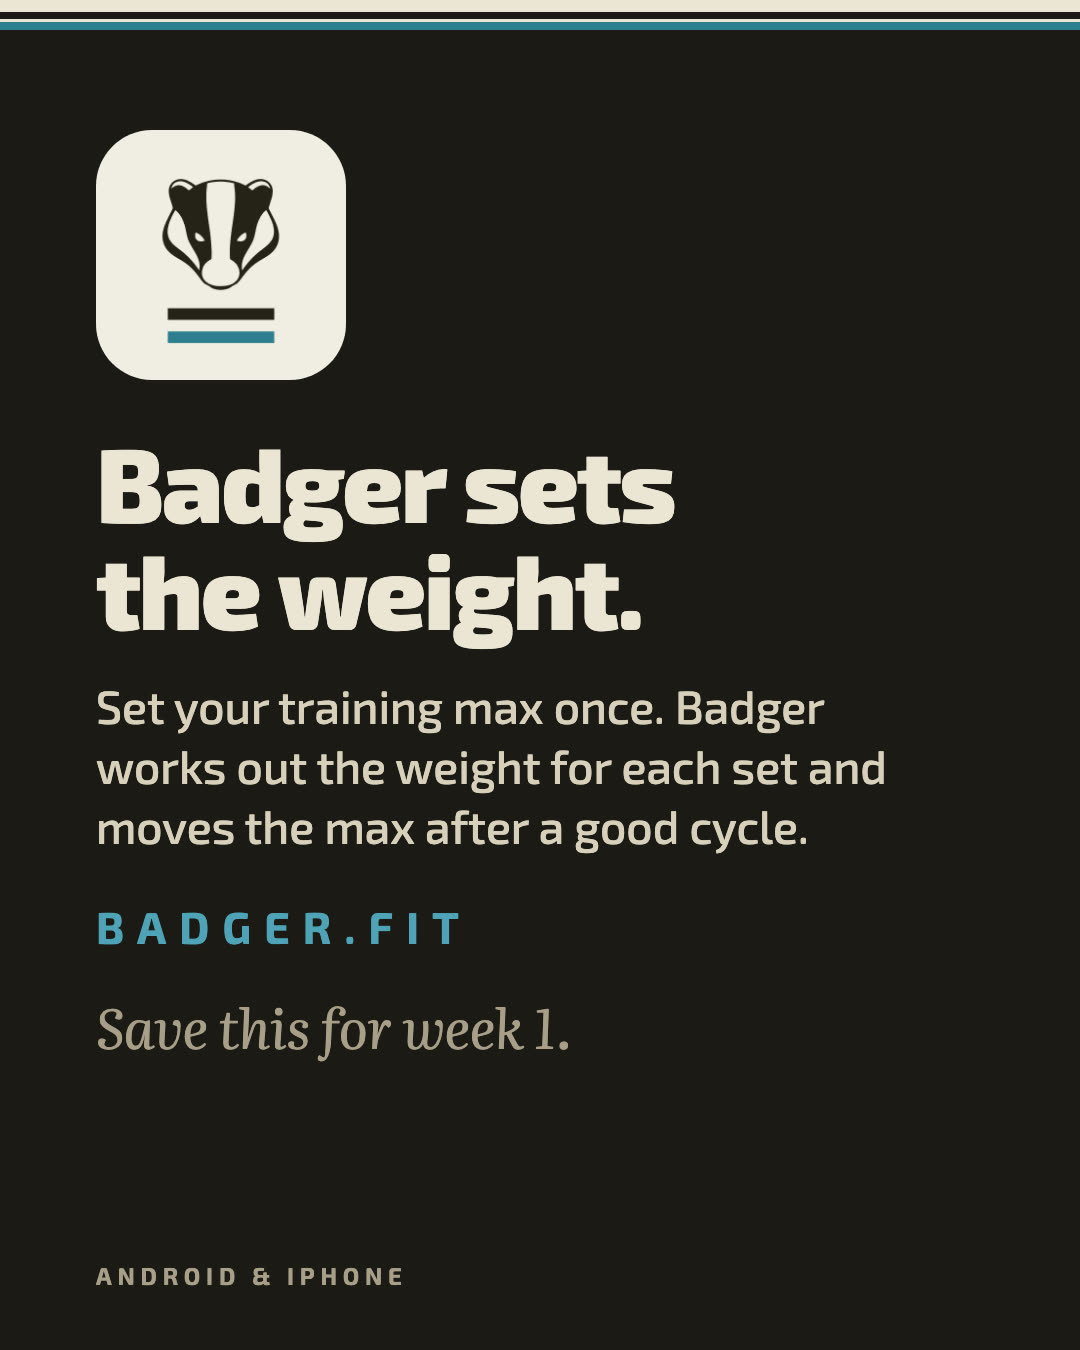 Badger sets
the weight.
Set your training max once. Badger
works out the weight for each set and
moves the max after a good cycle.
BADGER.FIT
Save this for week 1.
ANDROID & IPHONE